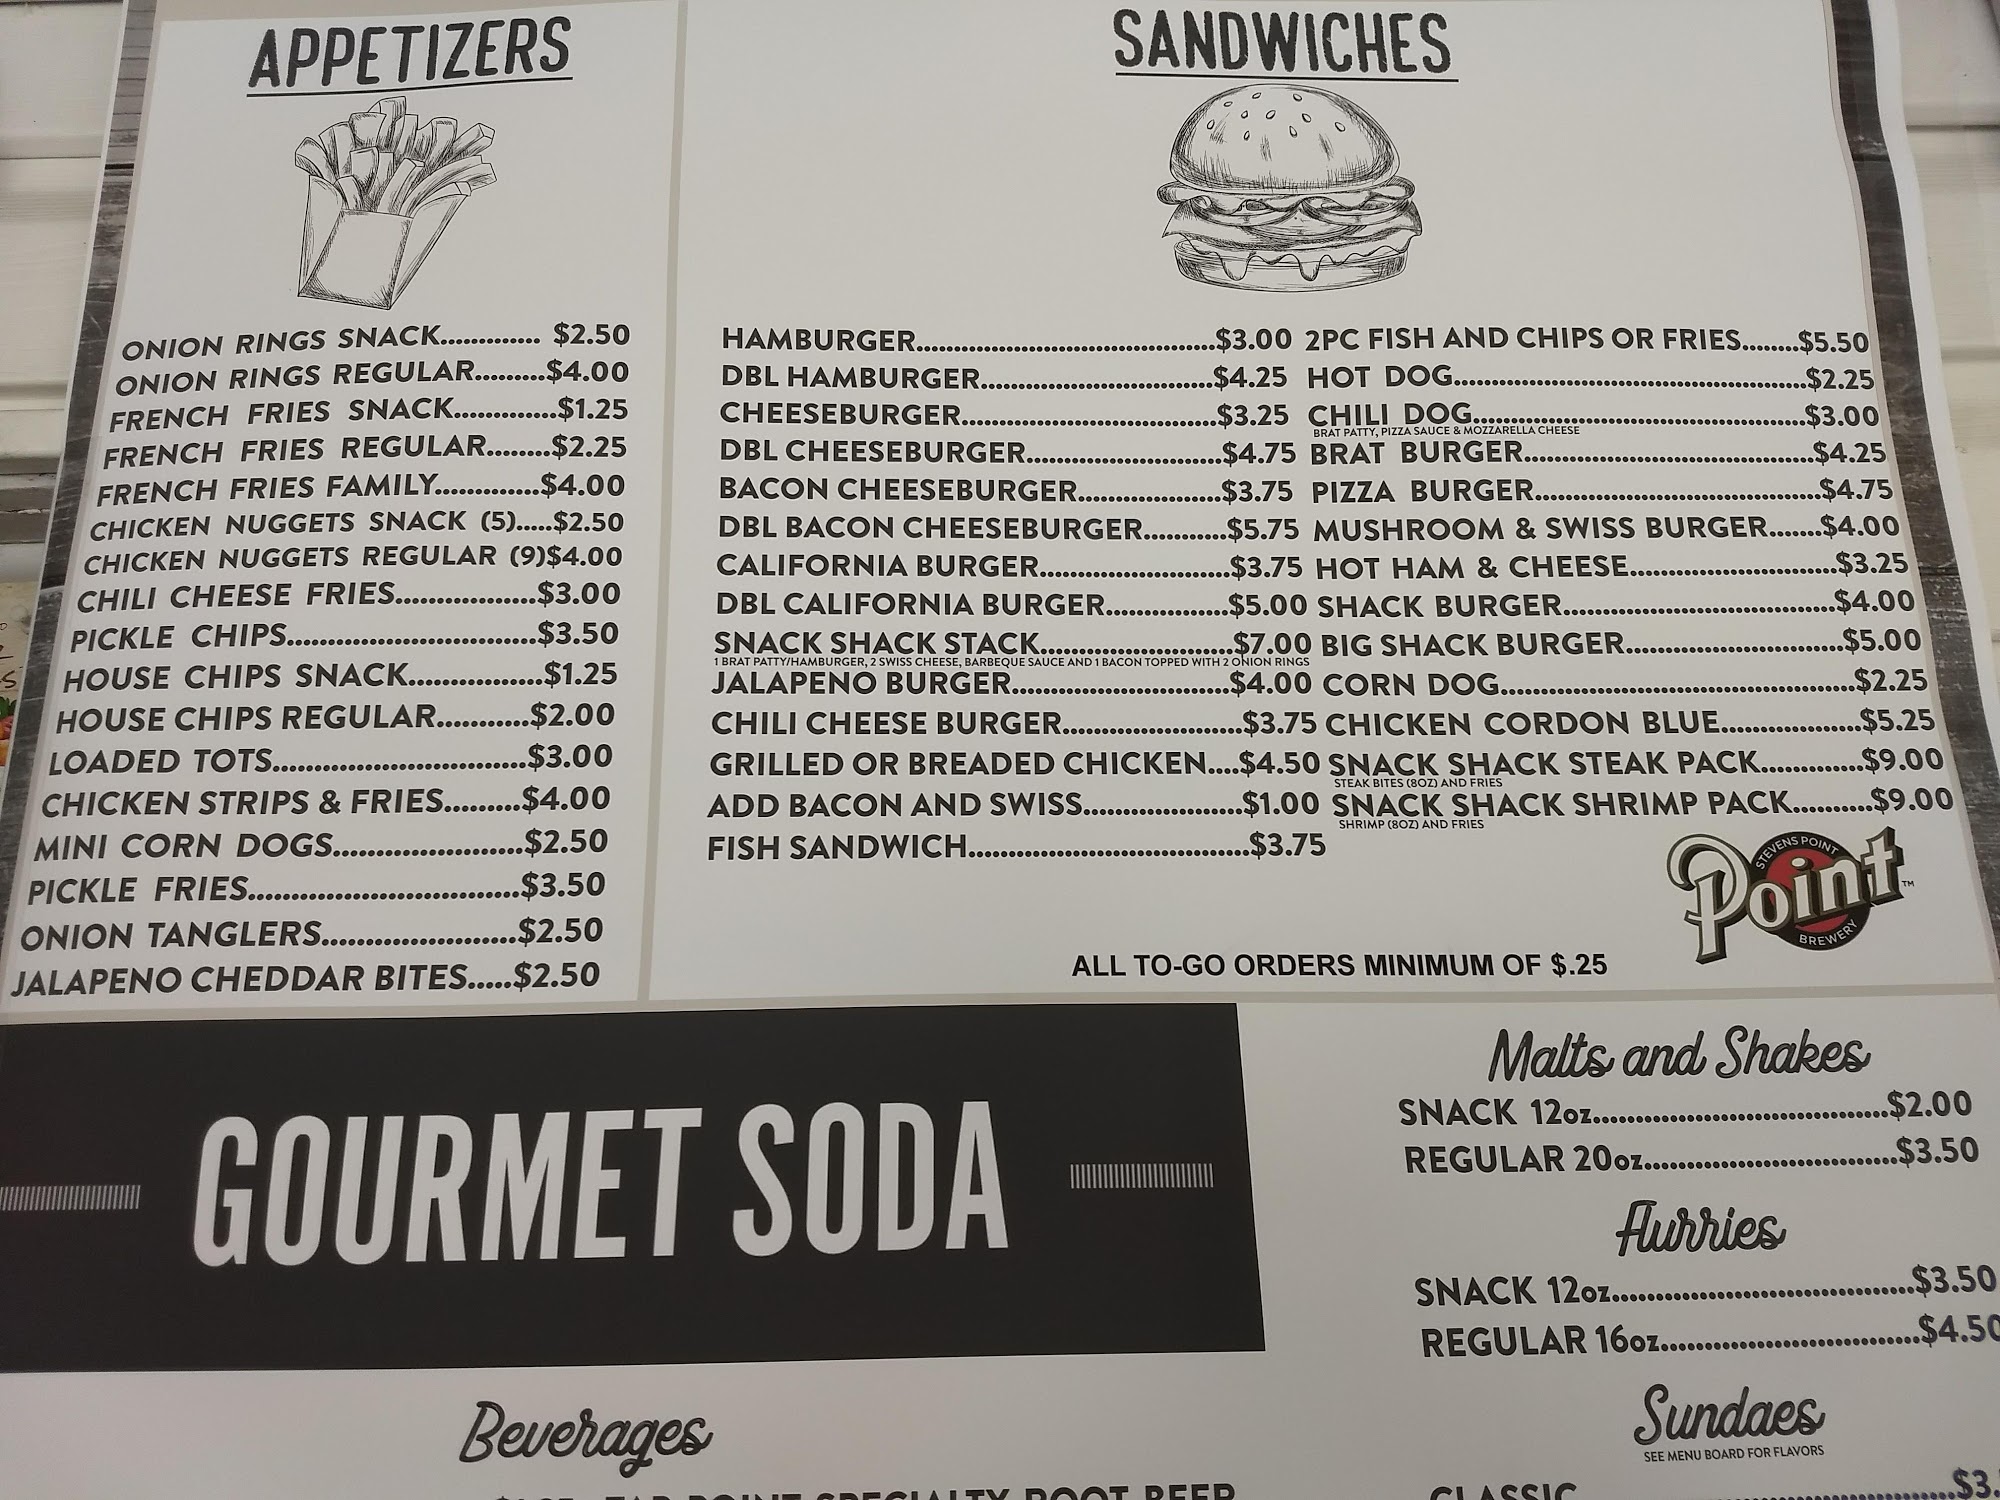 APPETIZERS
ONION RINGS SNACK............. $2.50
ONION RINGS REGULAR.........$4.00
FRENCH FRIES SNACK.............$1.25
FRENCH FRIES REGULAR........$2.25
FRENCH FRIES FAMILY.............$4.00
CHICKEN NUGGETS SNACK (5).....$2.50
CHICKEN NUGGETS REGULAR (9)$4.00
CHILI CHEESE FRIES.................$3.00
PICKLE CHIPS..............................$3.50
HOUSE CHIPS SNACK................$1.25
HOUSE CHIPS REGULAR...........$2.00
LOADED TOTS..............................$3.00
CHICKEN STRIPS & FRIES.........$4.00
MINI CORN DOGS.......................$2.50
PICKLE FRIES................................$3.50
ONION TANGLERS.......................$2.50
JALAPENO CHEDDAR BITES.....$2.50
SANDWICHES
HAMBURGER.....................................$3.00
DBL HAMBURGER............................$4.25
CHEESEBURGER...............................$3.25
DBL CHEESEBURGER........................$4.75
BACON CHEESEBURGER..................$3.75
DBL BACON CHEESEBURGER..........$5.75
CALIFORNIA BURGER.......................$3.75
DBL CALIFORNIA BURGER...............$5.00
SNACK SHACK STACK.......................$7.00
1 BRAT PATTY/HAMBURGER, 2 SWISS CHEESE, BARBEQUE SAUCE AND 1 BACON TOPPED WITH 2 ONION RINGS
JALAPENO BURGER..........................$4.00
CHILI CHEESE BURGER.....................$3.75
GRILLED OR BREADED CHICKEN....$4.50
ADD BACON AND SWISS...................$1.00
FISH SANDWICH..................................$3.75
2PC FISH AND CHIPS OR FRIES.......$5.50
HOT DOG...........................................$2.25
CHILI DOG........................................$3.00
BRAT PATTY, PIZZA SAUCE & MOZZARELLA CHEESE
BRAT BURGER...................................$4.25
PIZZA BURGER..................................$4.75
MUSHROOM & SWISS BURGER.......$4.00
HOT HAM & CHEESE.........................$3.25
SHACK BURGER.................................$4.00
BIG SHACK BURGER..........................$5.00
CORN DOG..........................................$2.25
CHICKEN CORDON BLUE.................$5.25
SNACK SHACK STEAK PACK............$9.00
STEAK BITES (8OZ) AND FRIES
SNACK SHACK SHRIMP PACK..........$9.00
SHRIMP (8OZ) AND FRIES
STEVENS POINT
Point™
BREWERY
ALL TO-GO ORDERS MINIMUM OF $.25
GOURMET SODA
Malts and Shakes
SNACK 12oz....................................$2.00
REGULAR 20oz...............................$3.50
Flurries
SNACK 12oz....................................$3.50
REGULAR 16oz...............................$4.50
Sundaes
SEE MENU BOARD FOR FLAVORS
CLASSIC..............................$3.
Beverages
TAP POINT SPECIALTY ROOT BEER